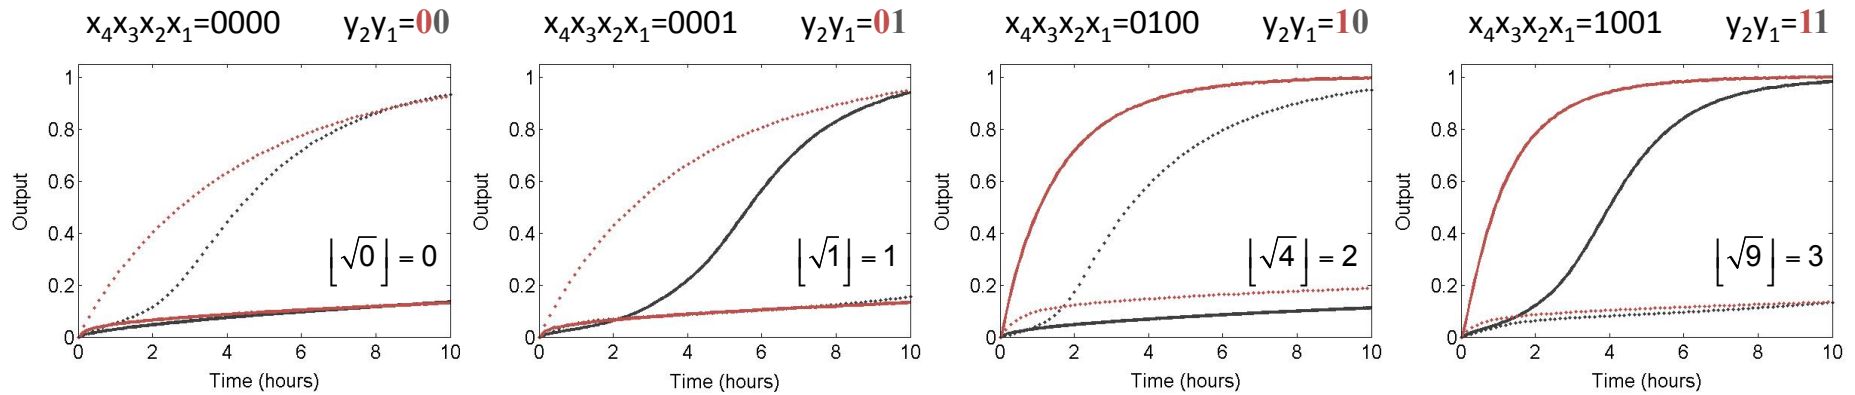 x₄x₃x₂x₁=0000 y₂y₁=00
1
0.8
0.6
0.4
0.2
0
0 2 4 6 8 10
Output
Time (hours)
⌊√0⌋ = 0
x₄x₃x₂x₁=0001 y₂y₁=01
1
0.8
0.6
0.4
0.2
0
0 2 4 6 8 10
Output
Time (hours)
⌊√1⌋ = 1
x₄x₃x₂x₁=0100 y₂y₁=10
1
0.8
0.6
0.4
0.2
0
0 2 4 6 8 10
Output
Time (hours)
⌊√4⌋ = 2
x₄x₃x₂x₁=1001 y₂y₁=11
1
0.8
0.6
0.4
0.2
0
0 2 4 6 8 10
Output
Time (hours)
⌊√9⌋ = 3